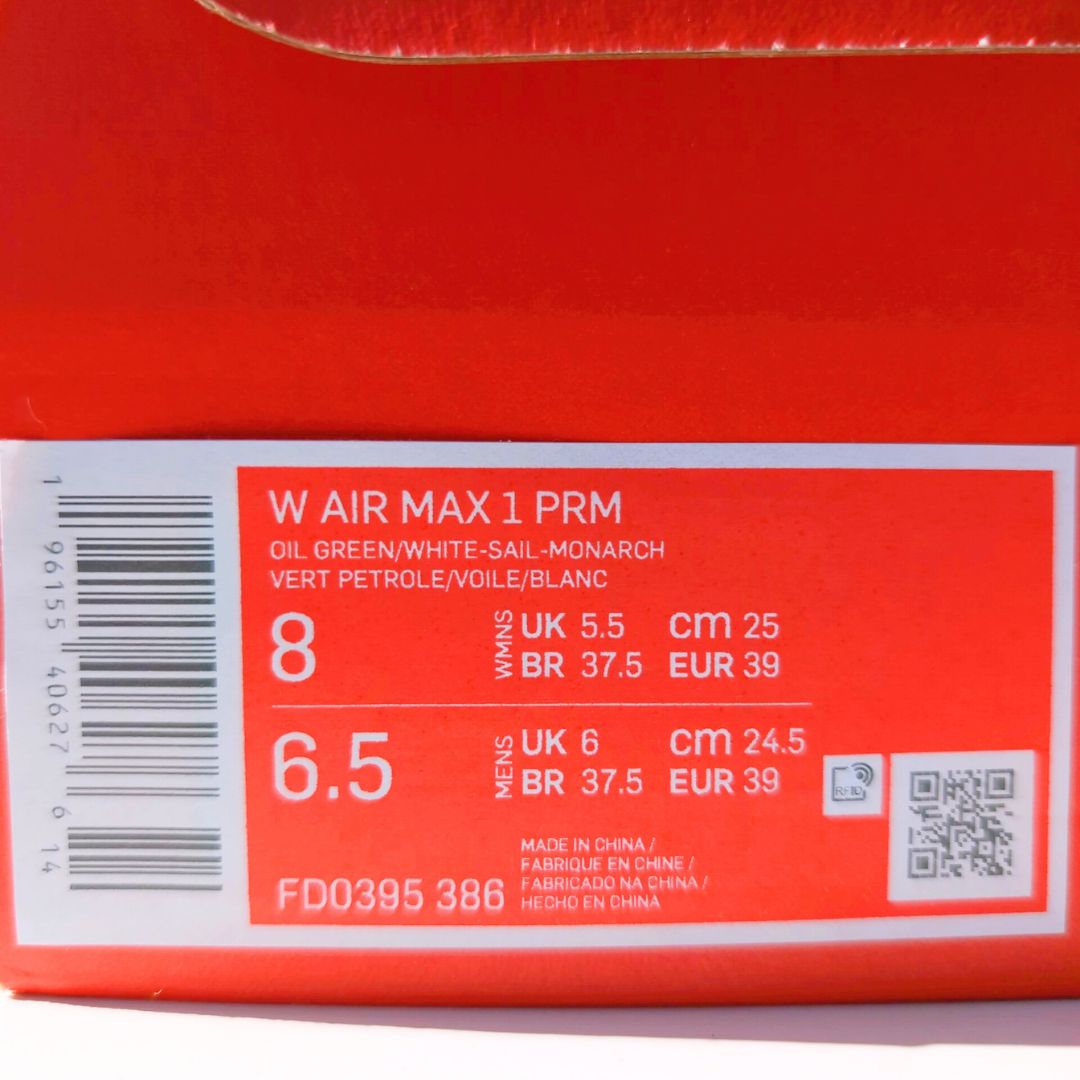 1 96155 40627 6 14
W AIR MAX 1 PRM
OIL GREEN/WHITE-SAIL-MONARCH
VERT PETROLE/VOILE/BLANC
8 WMNS UK 5.5 cm 25
BR 37.5 EUR 39
6.5 MENS UK 6 cm 24.5
BR 37.5 EUR 39
RFID
MADE IN CHINA /
FABRIQUE EN CHINE /
FABRICADO NA CHINA /
HECHO EN CHINA
FD0395 386